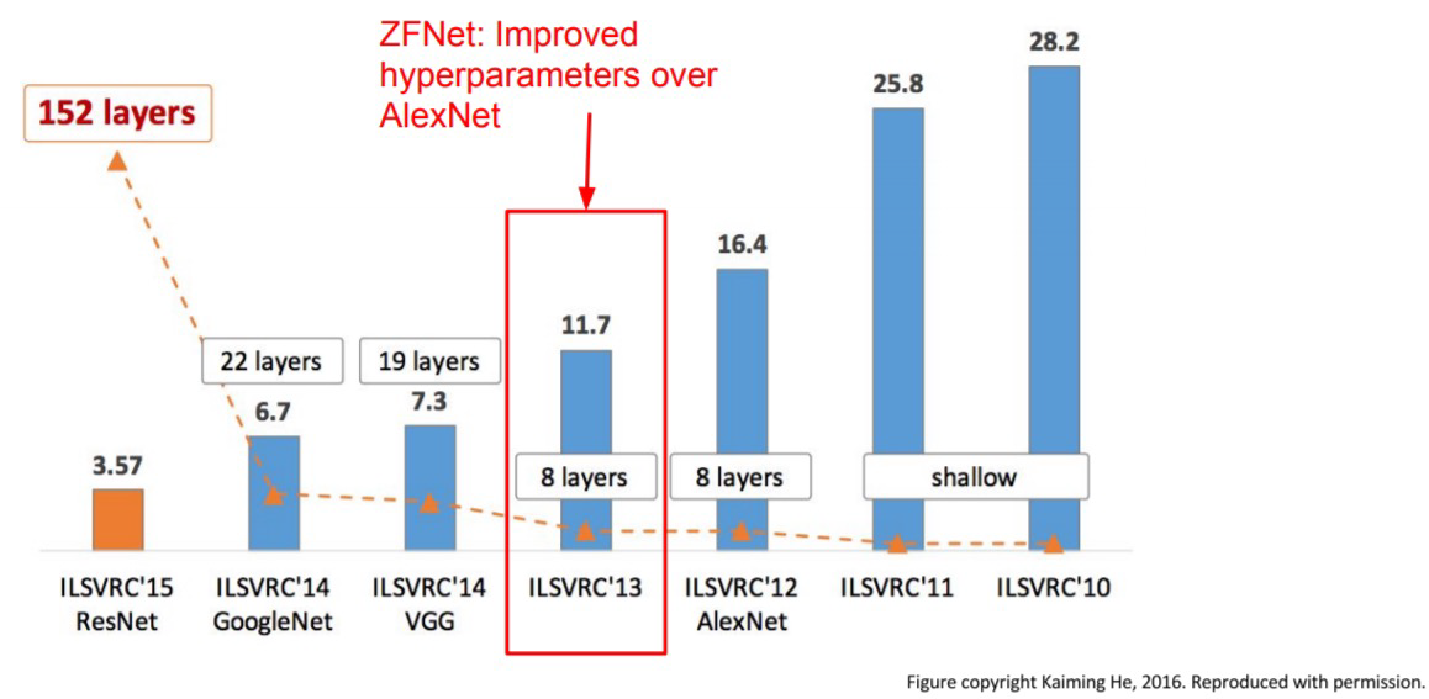 ZFNet: Improved
hyperparameters over
AlexNet
152 layers
28.2
25.8
16.4
11.7
22 layers
19 layers
6.7
7.3
3.57
8 layers
8 layers
shallow
ILSVRC'15
ResNet
ILSVRC'14
GoogleNet
ILSVRC'14
VGG
ILSVRC'13
ILSVRC'12
AlexNet
ILSVRC'11
ILSVRC'10
Figure copyright Kaiming He, 2016. Reproduced with permission.